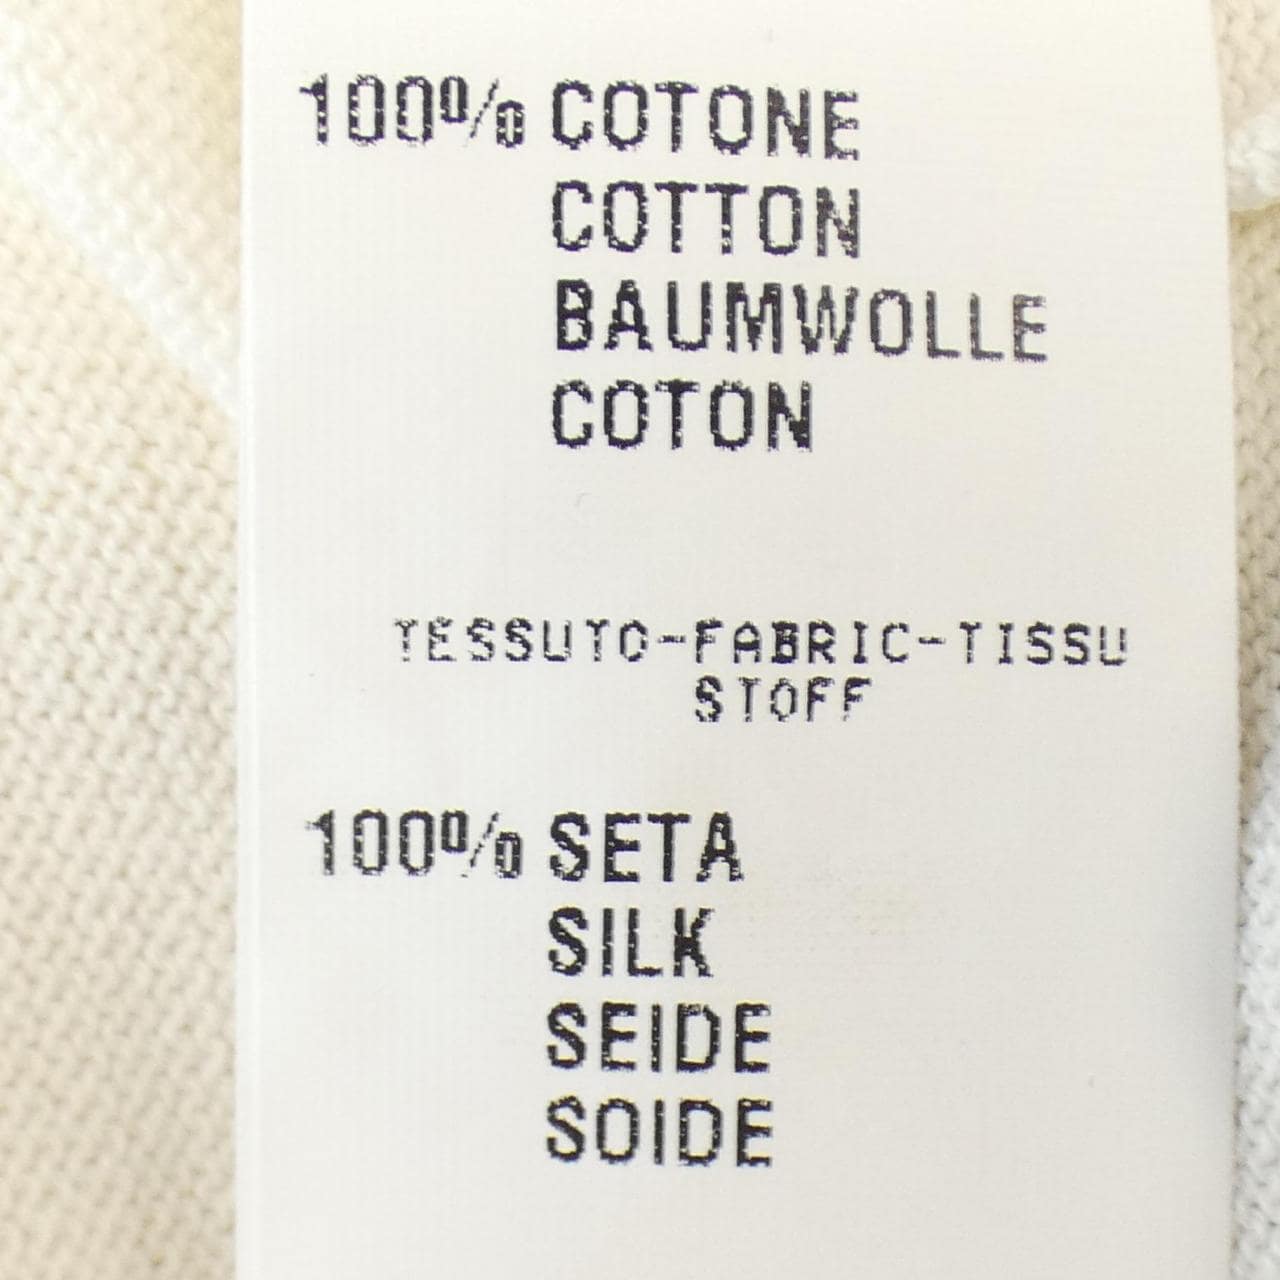 100% COTONE
COTTON
BAUMWOLLE
COTON
TESSUTO-FABRIC-TISSU
STOFF
100% SETA
SILK
SEIDE
SOIDE